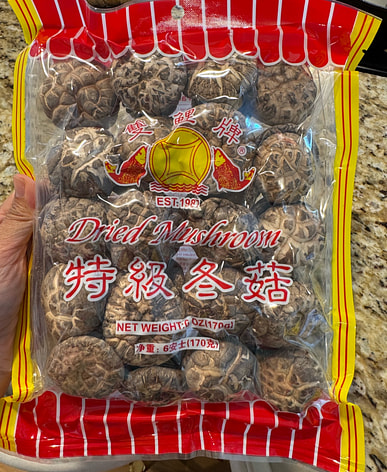 雙鯉牌
EST.1981
Dried Mushroom
特級冬菇
NET WEIGHT:6 OZ(170g)
净重:6安士(170克)